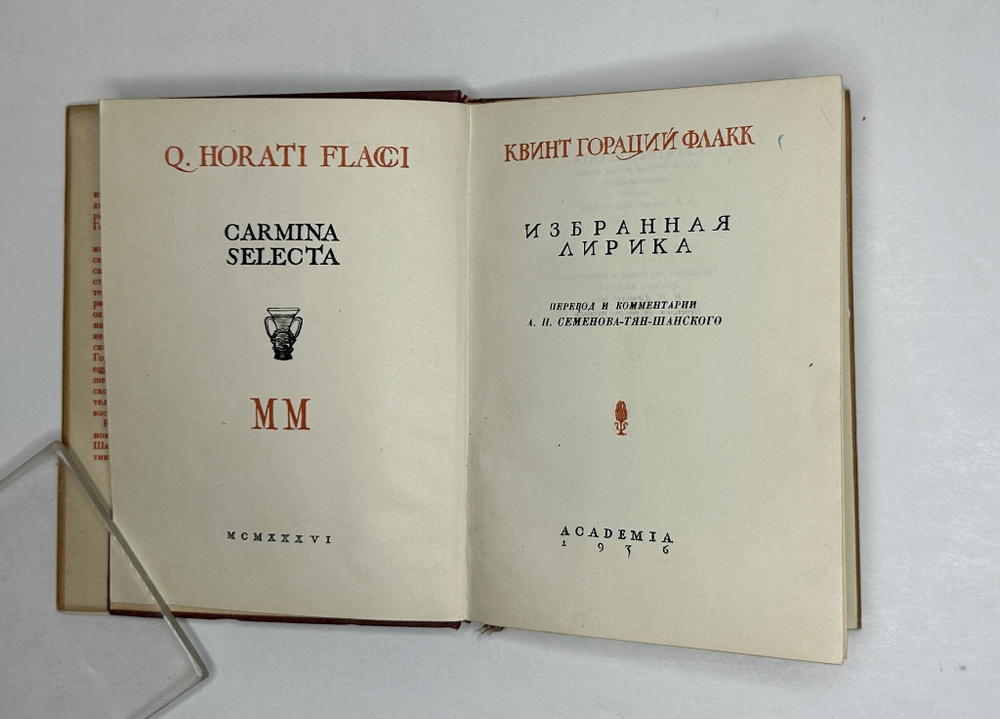 Q. HORATI FLACCI
CARMINA
SELECTA
MM
MCMXXXVI
КВИНТ ГОРАЦИЙ ФЛАКК
ИЗБРАННАЯ
ЛИРИКА
ПЕРЕВОД И КОММЕНТАРИИ
А. П. СЕМЕНОВА-ТЯН-ШАНСКОГО
ACADEMIA
1936